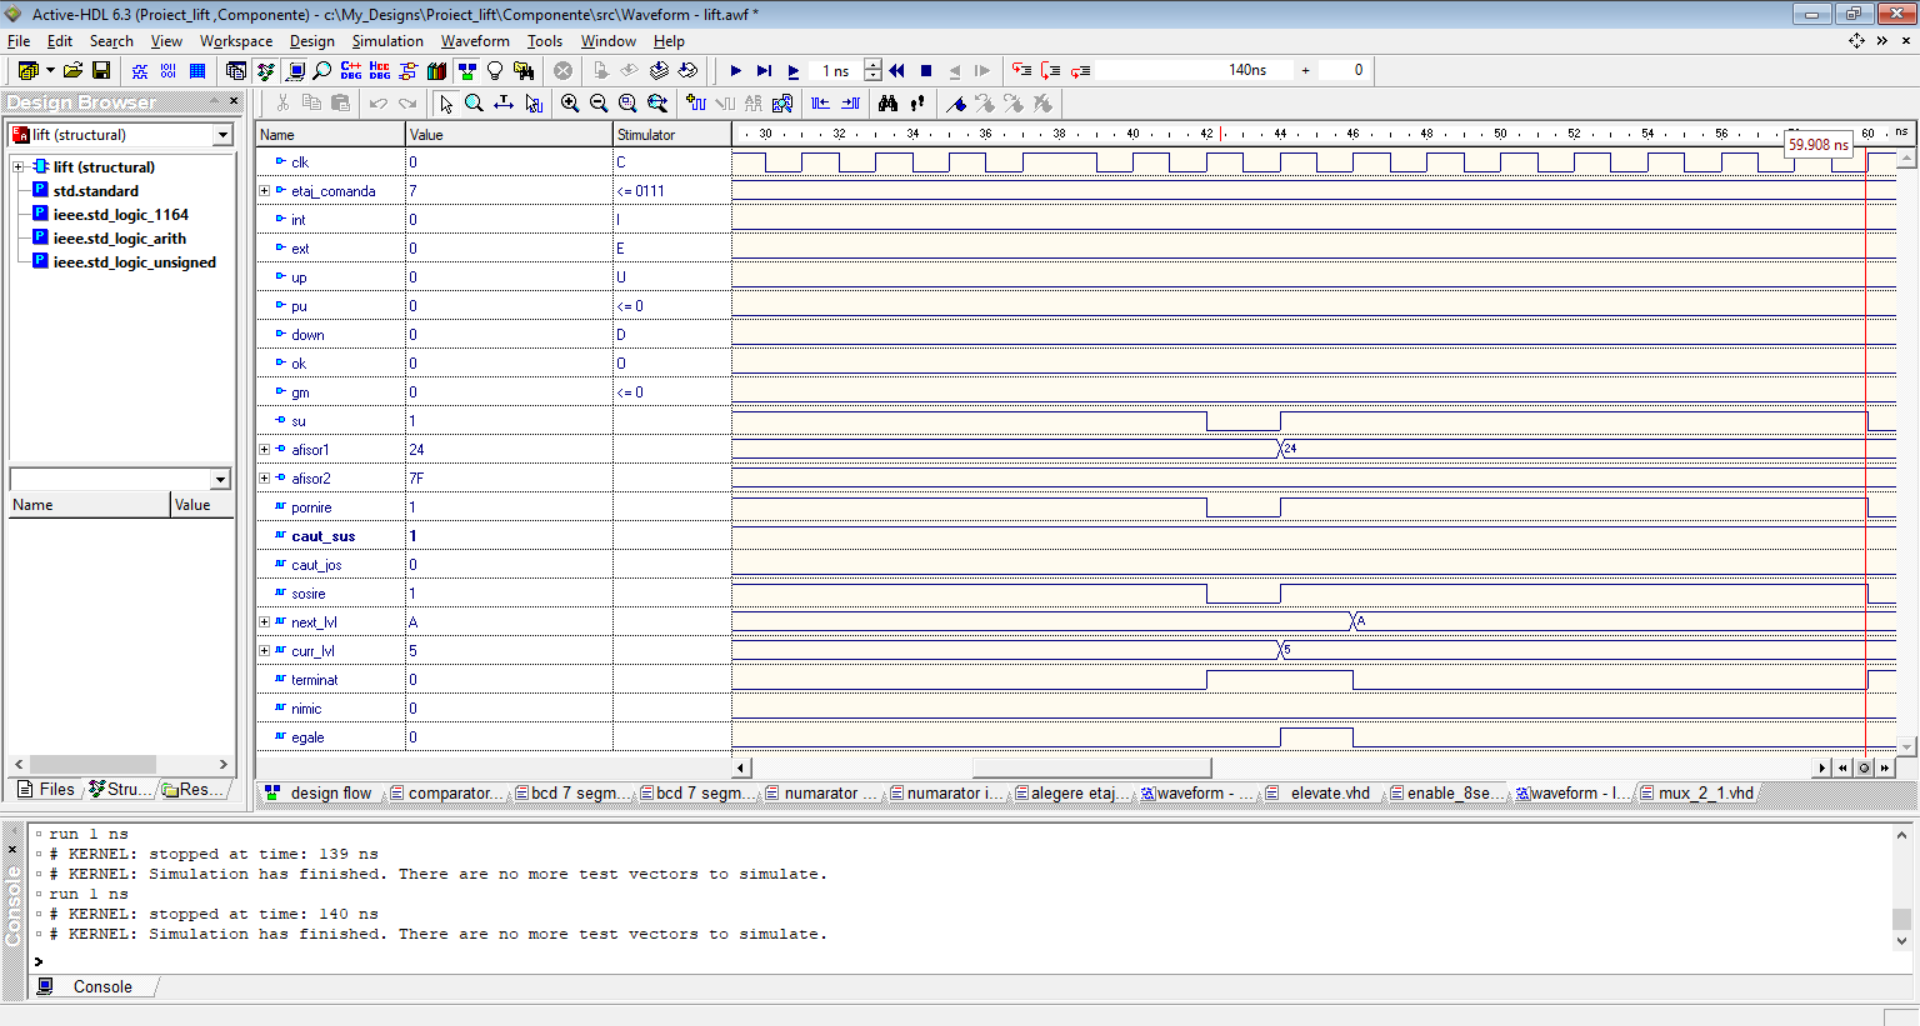 Active-HDL 6.3 (Proiect_lift ,Componente) - c:\My_Designs\Proiect_lift\Componente\src\Waveform - lift.awf *
File Edit Search View Workspace Design Simulation Waveform Tools Window Help
C++ DBG HCC DBG 1 ns 140ns + 0
Design Browser
lift (structural)
lift (structural)
std.standard
ieee.std_logic_1164
ieee.std_logic_arith
ieee.std_logic_unsigned
Name Value
Files Stru... Res...
Name Value Stimulator 30 32 34 36 38 40 42 44 46 48 50 52 54 56 60 ns
59.908 ns
clk 0 C
etaj_comanda 7 <= 0111
int 0 I
ext 0 E
up 0 U
pu 0 <= 0
down 0 D
ok 0 O
gm 0 <= 0
su 1
afisor1 24 24
afisor2 7F
pornire 1
caut_sus 1
caut_jos 0
sosire 1
next_lvl A A
curr_lvl 5 5
terminat 0
nimic 0
egale 0
design flow comparator... bcd 7 segm... bcd 7 segm... numarator ... numarator i... alegere etaj... waveform - ... elevate.vhd enable_8se... waveform - l... mux_2_1.vhd
run 1 ns
# KERNEL: stopped at time: 139 ns
# KERNEL: Simulation has finished. There are no more test vectors to simulate.
run 1 ns
# KERNEL: stopped at time: 140 ns
# KERNEL: Simulation has finished. There are no more test vectors to simulate.
>
Console
Console